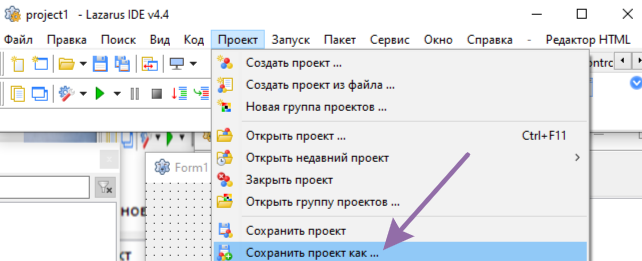 project1 - Lazarus IDE v4.4
Файл Правка Поиск Вид Код Проект Запуск Пакет Сервис Окно Справка - Редактор HTML
Создать проект ...
Создать проект из файла ...
Новая группа проектов ...
Открыть проект ... Ctrl+F11
Открыть недавний проект
Закрыть проект
Form1
Открыть группу проектов ...
Сохранить проект
Сохранить проект как ...